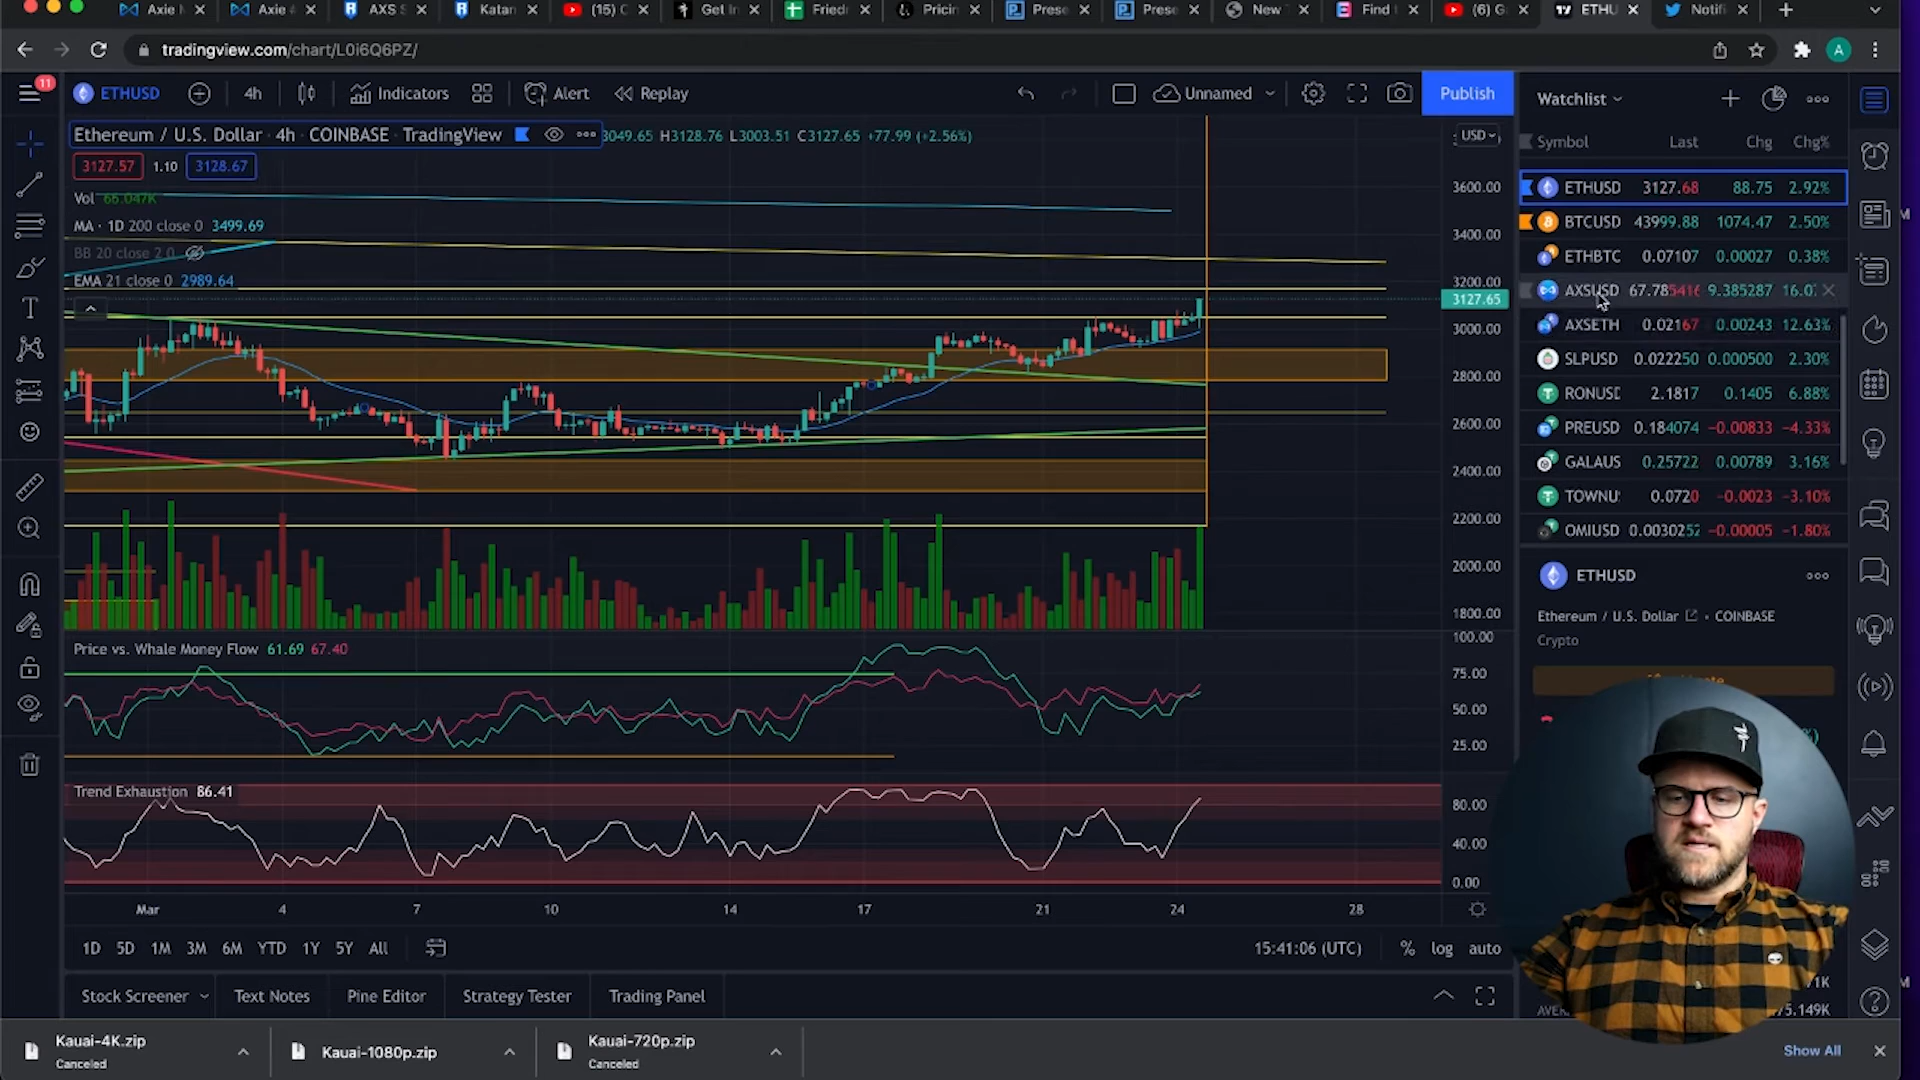 Axie
Axie
AXS
Katan
(15)
Get In
Fried
Pricin
Prese
Prese
New
Find
(6) G
ETHU
Notifi
tradingview.com/chart/L0i6Q6PZ/
A
11
ETHUSD
4h
Indicators
Alert
Replay
Unnamed
Publish
Watchlist
Ethereum / U.S. Dollar · 4h · COINBASE · TradingView
3049.65 H3128.76 L3003.51 C3127.65 +77.99 (+2.56%)
USD
Symbol Last Chg Chg%
3127.57 1.10 3128.67
Vol 66.047K
MA · 1D 200 close 0 3499.69
BB 20 close 2 0
EMA 21 close 0 2989.64
3600.00
3400.00
3200.00
3127.65
3000.00
2800.00
2600.00
2400.00
2200.00
2000.00
1800.00
ETHUSD 3127.68 88.75 2.92%
BTCUSD 43999.88 1074.47 2.50%
ETHBTC 0.07107 0.00027 0.38%
AXSUSD 67.785416 9.385287 16.0
AXSETH 0.02167 0.00243 12.63%
SLPUSD 0.022250 0.000500 2.30%
RONUSD 2.1817 0.1405 6.88%
PREUSD 0.184074 −0.00833 −4.33%
GALAUS 0.25722 0.00789 3.16%
TOWNU 0.0720 −0.0023 −3.10%
OMIUSD 0.0030252 −0.00005 −1.80%
ETHUSD
Ethereum / U.S. Dollar · COINBASE
Crypto
Price vs. Whale Money Flow 61.69 67.40
100.00
75.00
50.00
25.00
Trend Exhaustion 86.41
80.00
40.00
0.00
Mar 4 7 10 14 17 21 24 28
1D 5D 1M 3M 6M YTD 1Y 5Y All
15:41:06 (UTC)
% log auto
71K
75.149K
Stock Screener
Text Notes
Pine Editor
Strategy Tester
Trading Panel
Kauai-4K.zip
Canceled
Kauai-1080p.zip
Kauai-720p.zip
Canceled
Show All